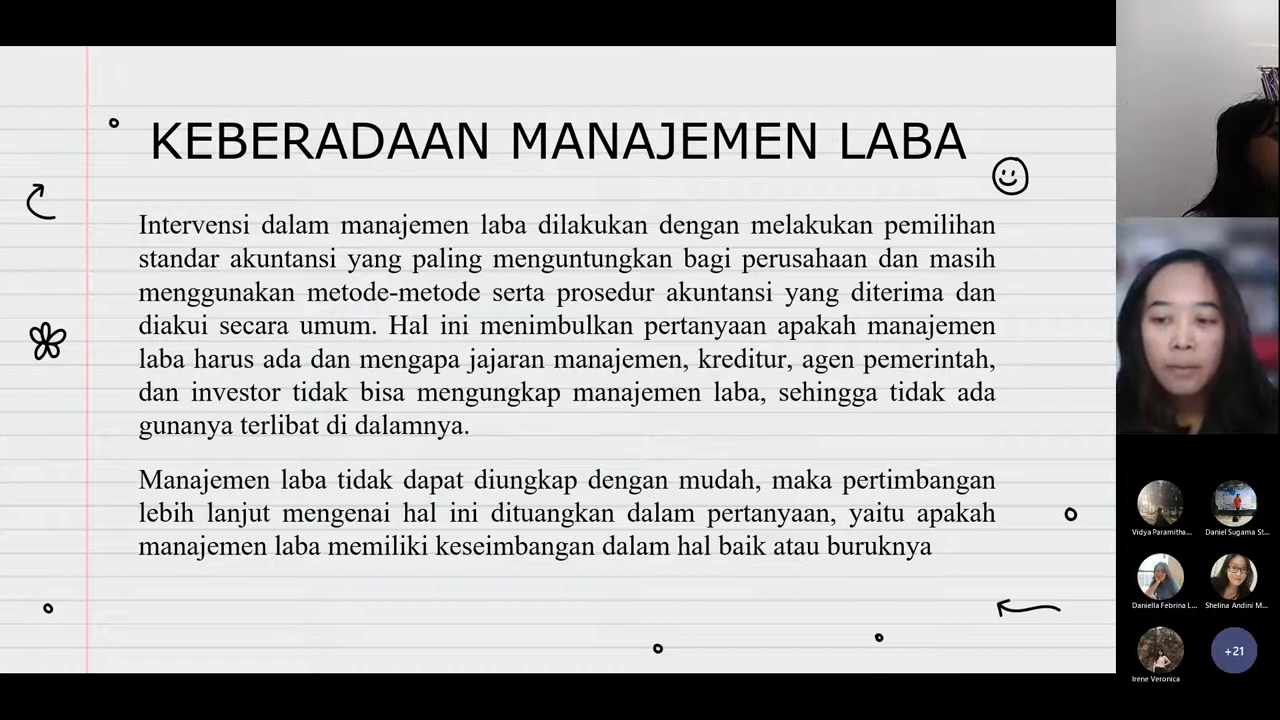 KEBERADAAN MANAJEMEN LABA
Intervensi dalam manajemen laba dilakukan dengan melakukan pemilihan
standar akuntansi yang paling menguntungkan bagi perusahaan dan masih
menggunakan metode-metode serta prosedur akuntansi yang diterima dan
diakui secara umum. Hal ini menimbulkan pertanyaan apakah manajemen
laba harus ada dan mengapa jajaran manajemen, kreditur, agen pemerintah,
dan investor tidak bisa mengungkap manajemen laba, sehingga tidak ada
gunanya terlibat di dalamnya.
Manajemen laba tidak dapat diungkap dengan mudah, maka pertimbangan
lebih lanjut mengenai hal ini dituangkan dalam pertanyaan, yaitu apakah
manajemen laba memiliki keseimbangan dalam hal baik atau buruknya
Vidya Paramitha...
Daniel Sugama St...
Daniella Febrina L...
Shelina Andini M...
Irene Veronica
+21